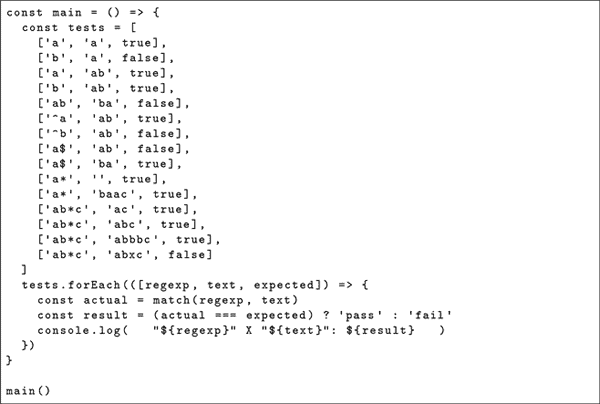 const main = () => {
  const tests = [
    ['a', 'a', true],
    ['b', 'a', false],
    ['a', 'ab', true],
    ['b', 'ab', true],
    ['ab', 'ba', false],
    ['^a', 'ab', true],
    ['^b', 'ab', false],
    ['a$', 'ab', false],
    ['a$', 'ba', true],
    ['a*', '', true],
    ['a*', 'baac', true],
    ['ab*c', 'ac', true],
    ['ab*c', 'abc', true],
    ['ab*c', 'abbbc', true],
    ['ab*c', 'abxc', false]
  ]
  tests.forEach(([regexp, text, expected]) => {
    const actual = match(regexp, text)
    const result = (actual === expected) ? 'pass' : 'fail'
    console.log(   "${regexp}" X "${text}": ${result}   )
  })
}

main()